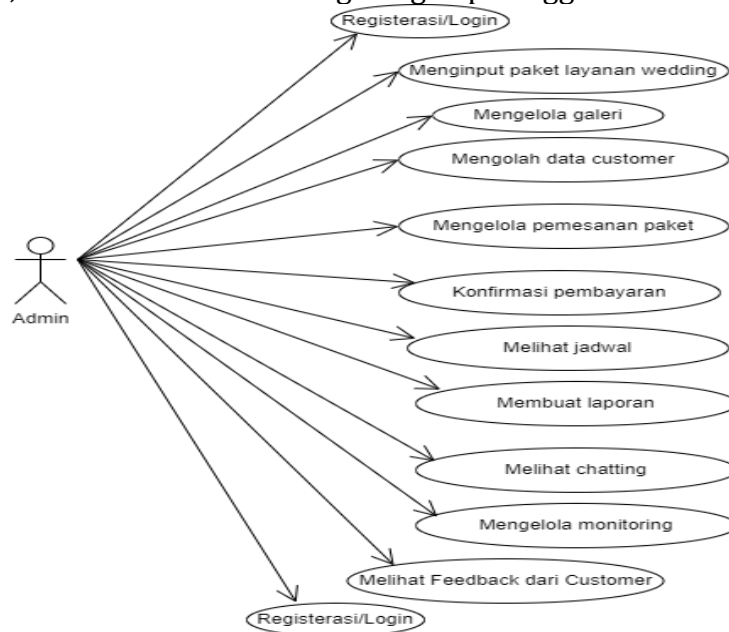 Registerasi/Login
Menginput paket layanan wedding
Mengelola galeri
Mengolah data customer
Mengelola pemesanan paket
Admin
Konfirmasi pembayaran
Melihat jadwal
Membuat laporan
Melihat chatting
Mengelola monitoring
Melihat Feedback dari Customer
Registerasi/Login